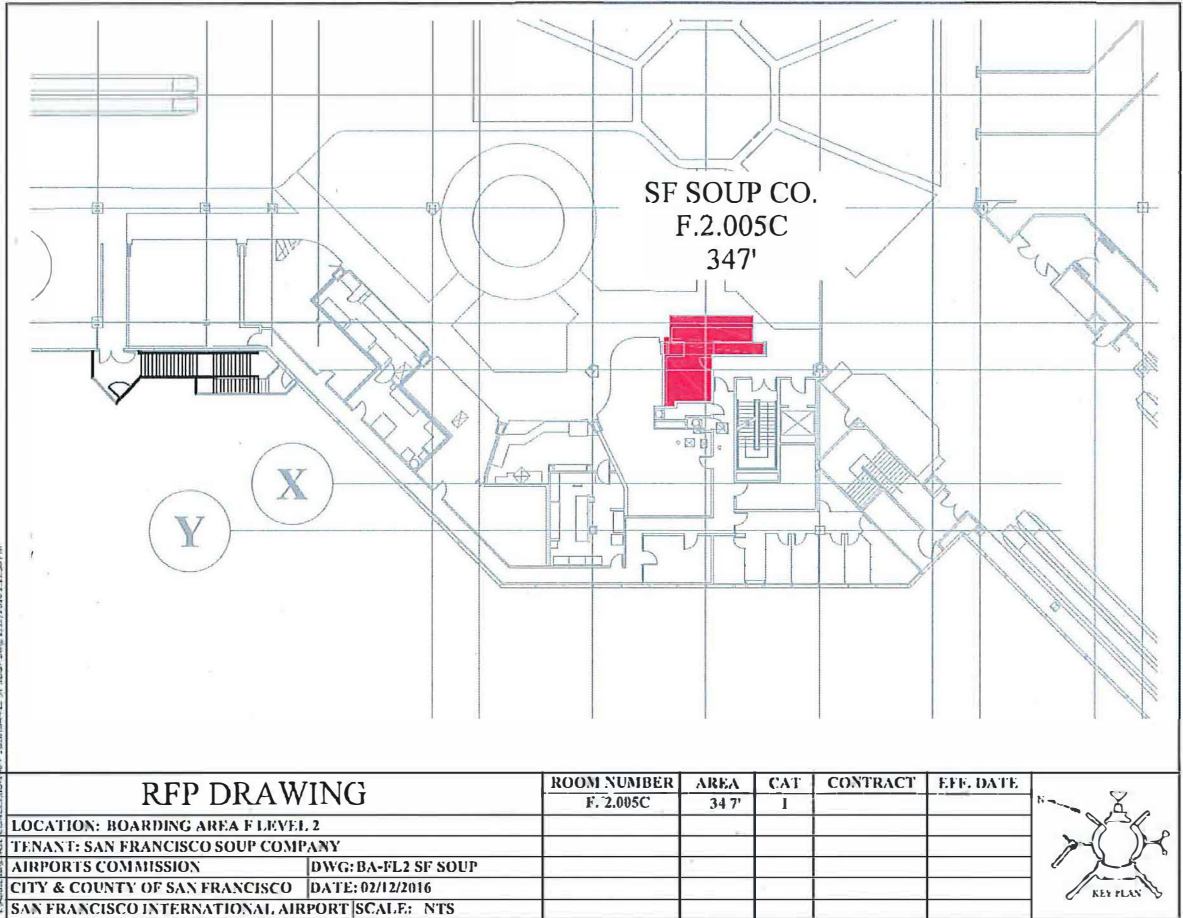 SF SOUP CO.
F.2.005C
347'
X
Y
RFP DRAWING
ROOM NUMBER AREA CAT CONTRACT EFF. DATE
F. 2.005C 347' 1
LOCATION: BOARDING AREA F LEVEL 2
TENANT: SAN FRANCISCO SOUP COMPANY
AIRPORTS COMMISSION DWG: BA-FL2 SF SOUP
CITY & COUNTY OF SAN FRANCISCO DATE: 02/12/2016
SAN FRANCISCO INTERNATIONAL AIRPORT SCALE: NTS
N
KEY PLAN